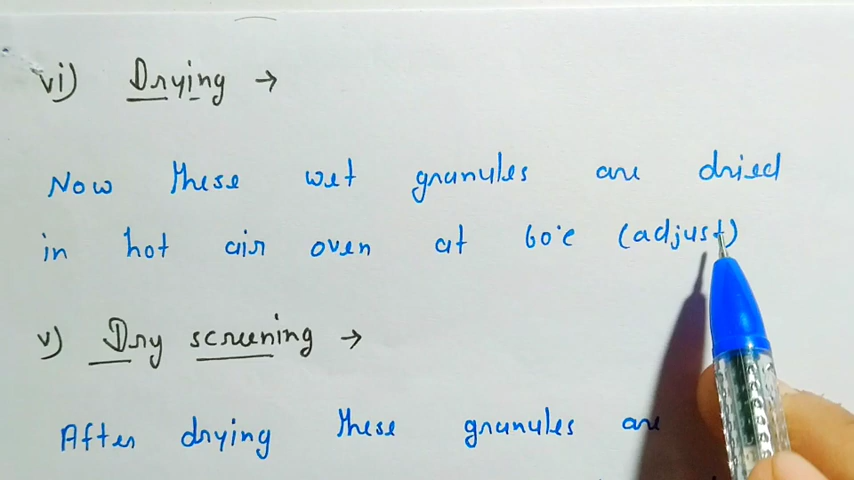 vi) Drying →
Now these wet granules are dried
in hot air oven at 60°c (adjust)
v) Dry screening →
After drying these granules are